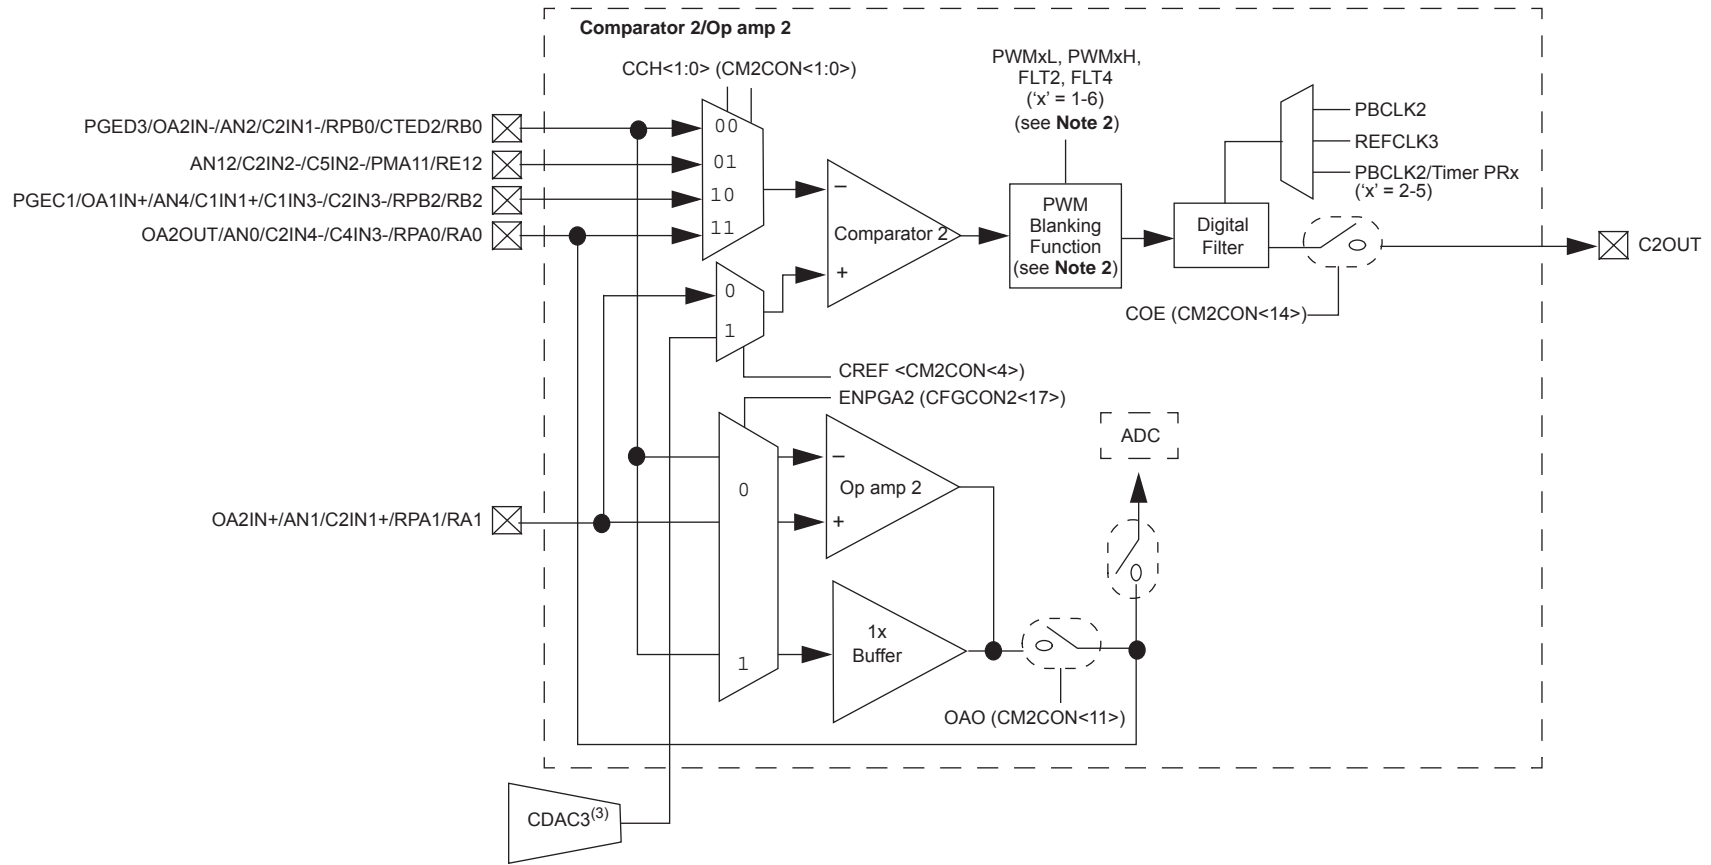 Comparator 2/Op amp 2
CCH<1:0> (CM2CON<1:0>)
PWMxL, PWMxH,
FLT2, FLT4
(‘x’ = 1-6)
(see Note 2)
PBCLK2
REFCLK3
PBCLK2/Timer PRx
(‘x’ = 2-5)
PGED3/OA2IN-/AN2/C2IN1-/RPB0/CTED2/RB0
00
AN12/C2IN2-/C5IN2-/PMA11/RE12
01
PGEC1/OA1IN+/AN4/C1IN1+/C1IN3-/C2IN3-/RPB2/RB2
10
OA2OUT/AN0/C2IN4-/C4IN3-/RPA0/RA0
11
–
Comparator 2
+
PWM
Blanking
Function
(see Note 2)
Digital
Filter
C2OUT
COE (CM2CON<14>)
0
1
CREF <CM2CON<4>)
ENPGA2 (CFGCON2<17>)
ADC
–
Op amp 2
+
0
OA2IN+/AN1/C2IN1+/RPA1/RA1
1x
Buffer
1
OAO (CM2CON<11>)
CDAC3(3)